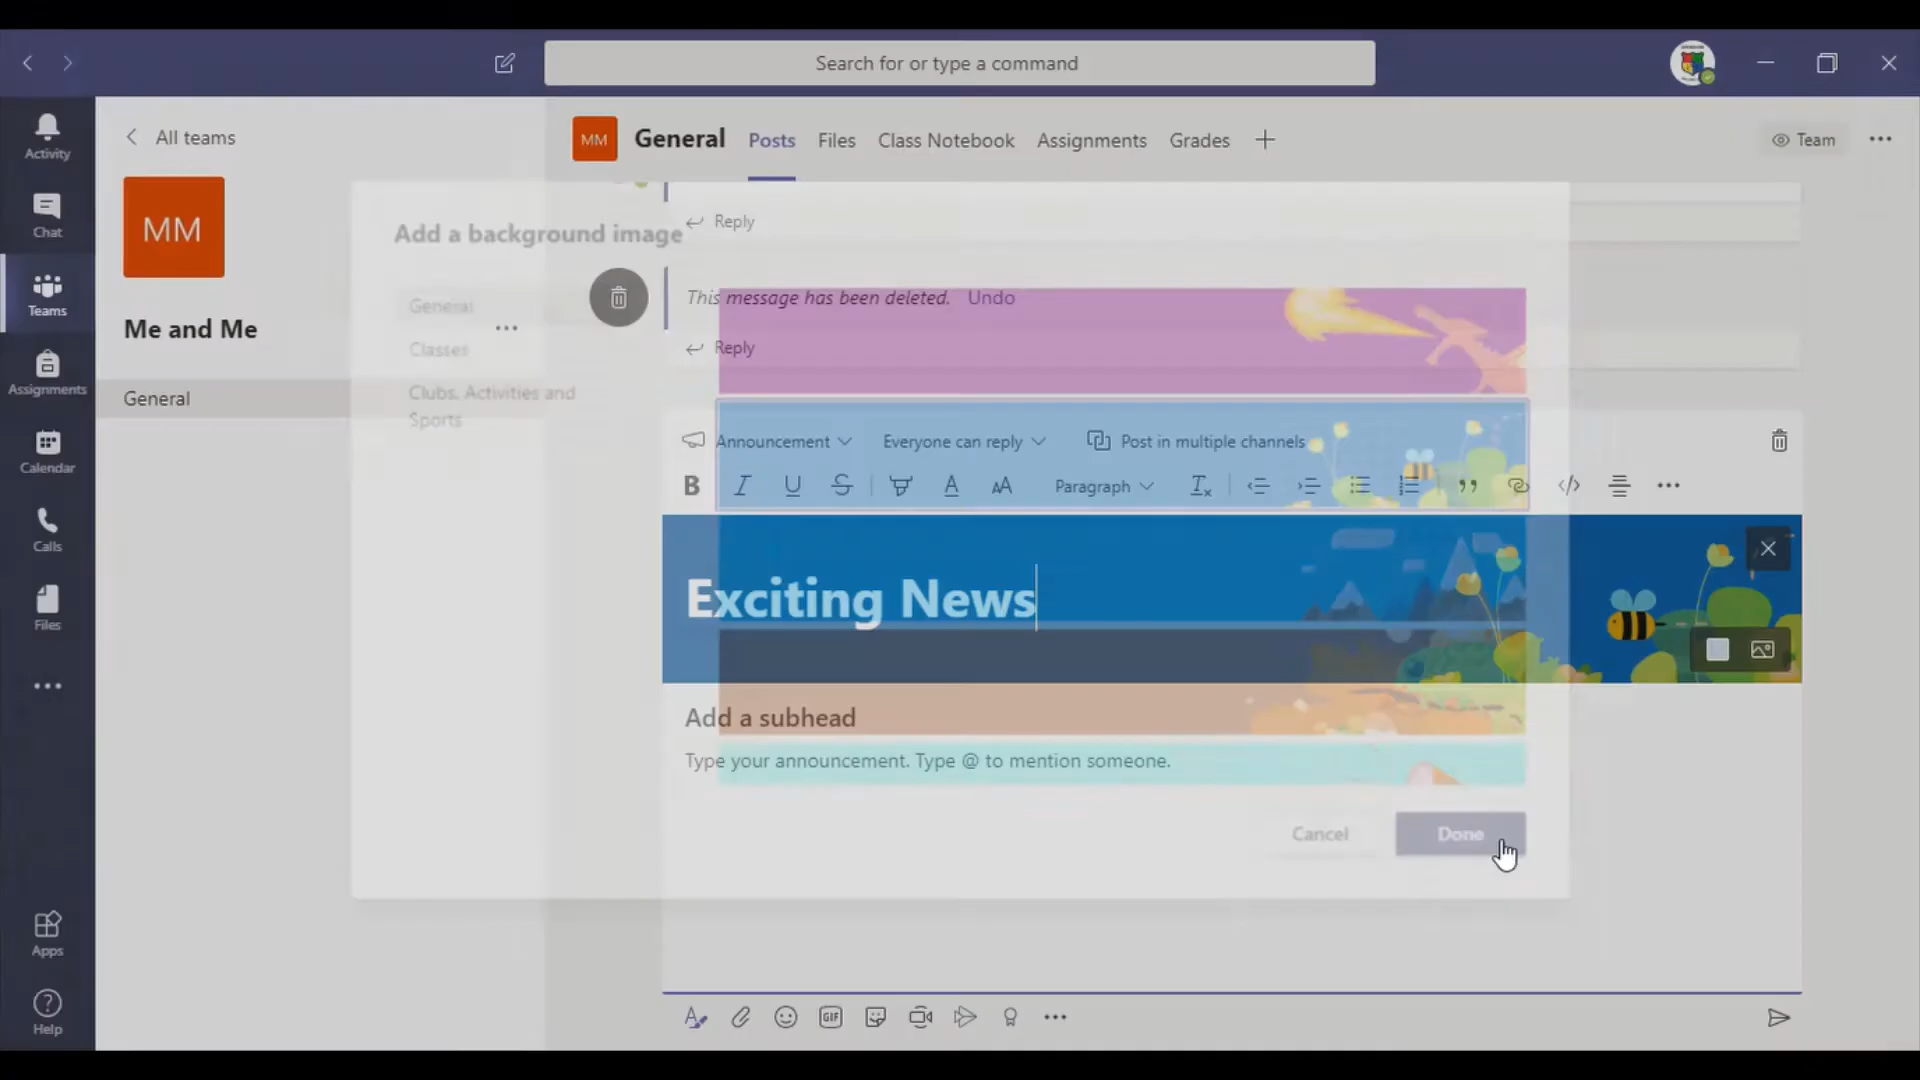 Search for or type a command
Activity
Chat
Teams
Assignments
Calendar
Calls
Files
Apps
Help
All teams
MM
Me and Me
General
MM
General
Posts
Files
Class Notebook
Assignments
Grades
Team
Add a background image
General
Classes
Clubs, Activities and
Sports
Reply
This message has been deleted. Undo
Reply
Announcement
Everyone can reply
Post in multiple channels
B I U S A AA Paragraph
Exciting News
Add a subhead
Type your announcement. Type @ to mention someone.
Cancel
Done
GIF